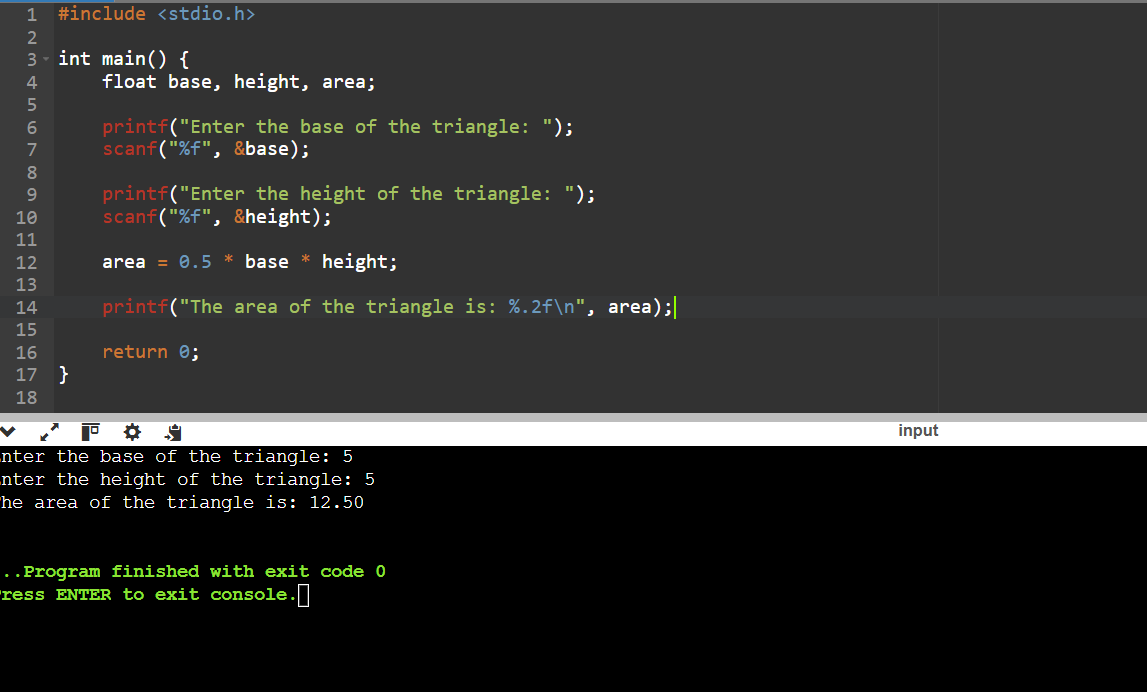 1 #include <stdio.h>
2
3 int main() {
4     float base, height, area;
5
6     printf("Enter the base of the triangle: ");
7     scanf("%f", &base);
8
9     printf("Enter the height of the triangle: ");
10     scanf("%f", &height);
11
12     area = 0.5 * base * height;
13
14     printf("The area of the triangle is: %.2f\n", area);
15
16     return 0;
17 }
18
input
nter the base of the triangle: 5
nter the height of the triangle: 5
he area of the triangle is: 12.50
..Program finished with exit code 0
ress ENTER to exit console.